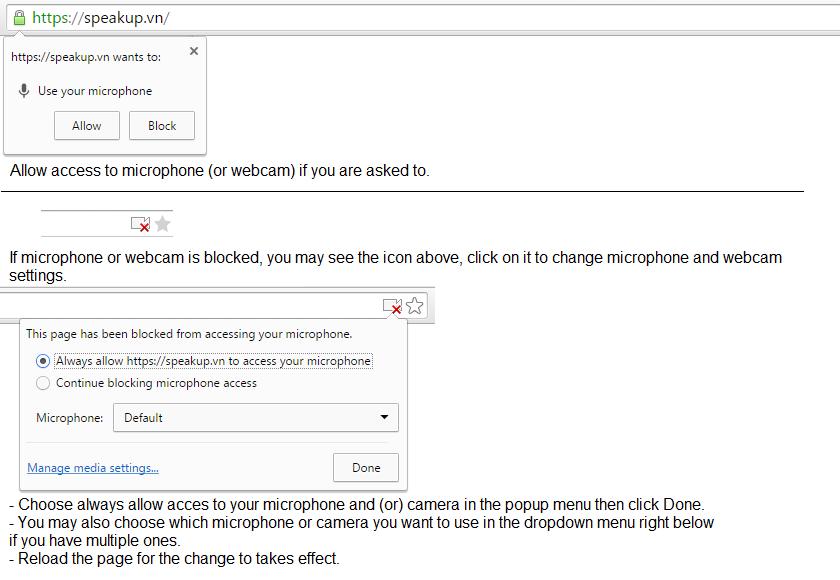 https://speakup.vn/
https://speakup.vn wants to:
Use your microphone
Allow Block
Allow access to microphone (or webcam) if you are asked to.
If microphone or webcam is blocked, you may see the icon above, click on it to change microphone and webcam
settings.
This page has been blocked from accessing your microphone.
Always allow https://speakup.vn to access your microphone
Continue blocking microphone access
Microphone: Default
Manage media settings... Done
- Choose always allow acces to your microphone and (or) camera in the popup menu then click Done.
- You may also choose which microphone or camera you want to use in the dropdown menu right below
if you have multiple ones.
- Reload the page for the change to takes effect.